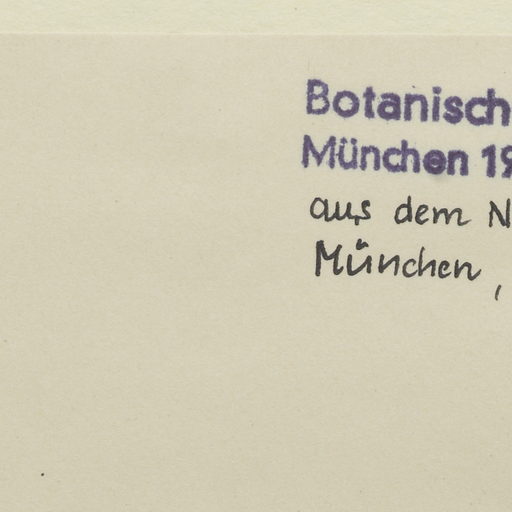 Botanisch
München 19
aus dem N
München,